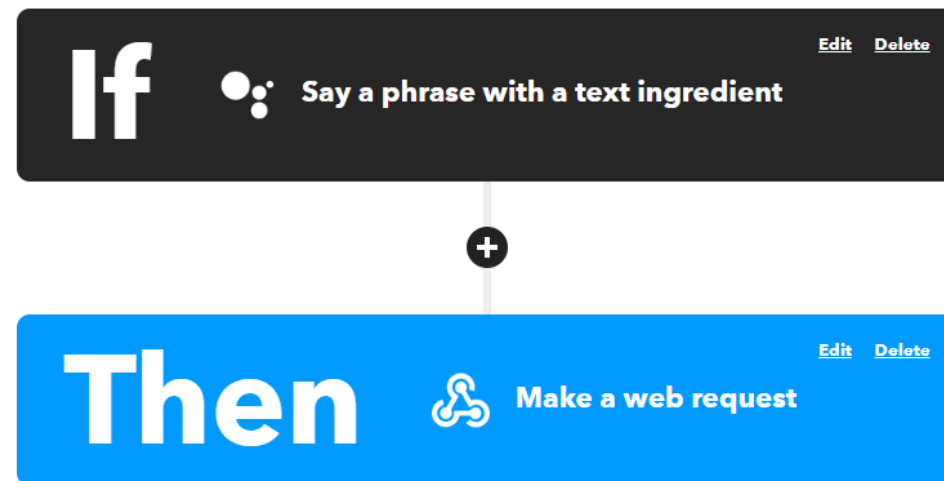 Edit Delete
If Say a phrase with a text ingredient
Edit Delete
Then Make a web request